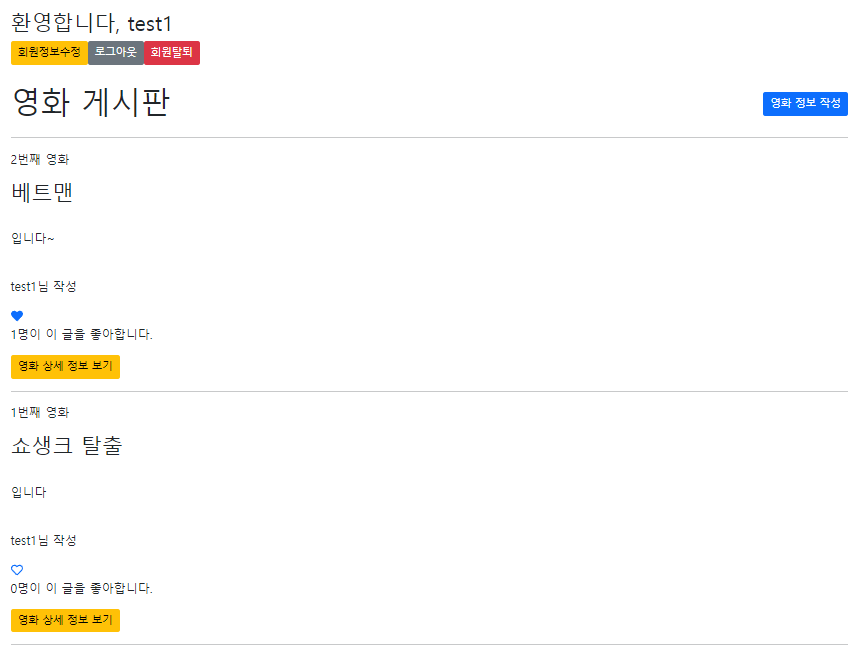 환영합니다, test1
회원정보수정 로그아웃 회원탈퇴
영화 게시판
영화 정보 작성
2번째 영화
베트맨
입니다~
test1님 작성
1명이 이 글을 좋아합니다.
영화 상세 정보 보기
1번째 영화
쇼생크 탈출
입니다
test1님 작성
0명이 이 글을 좋아합니다.
영화 상세 정보 보기